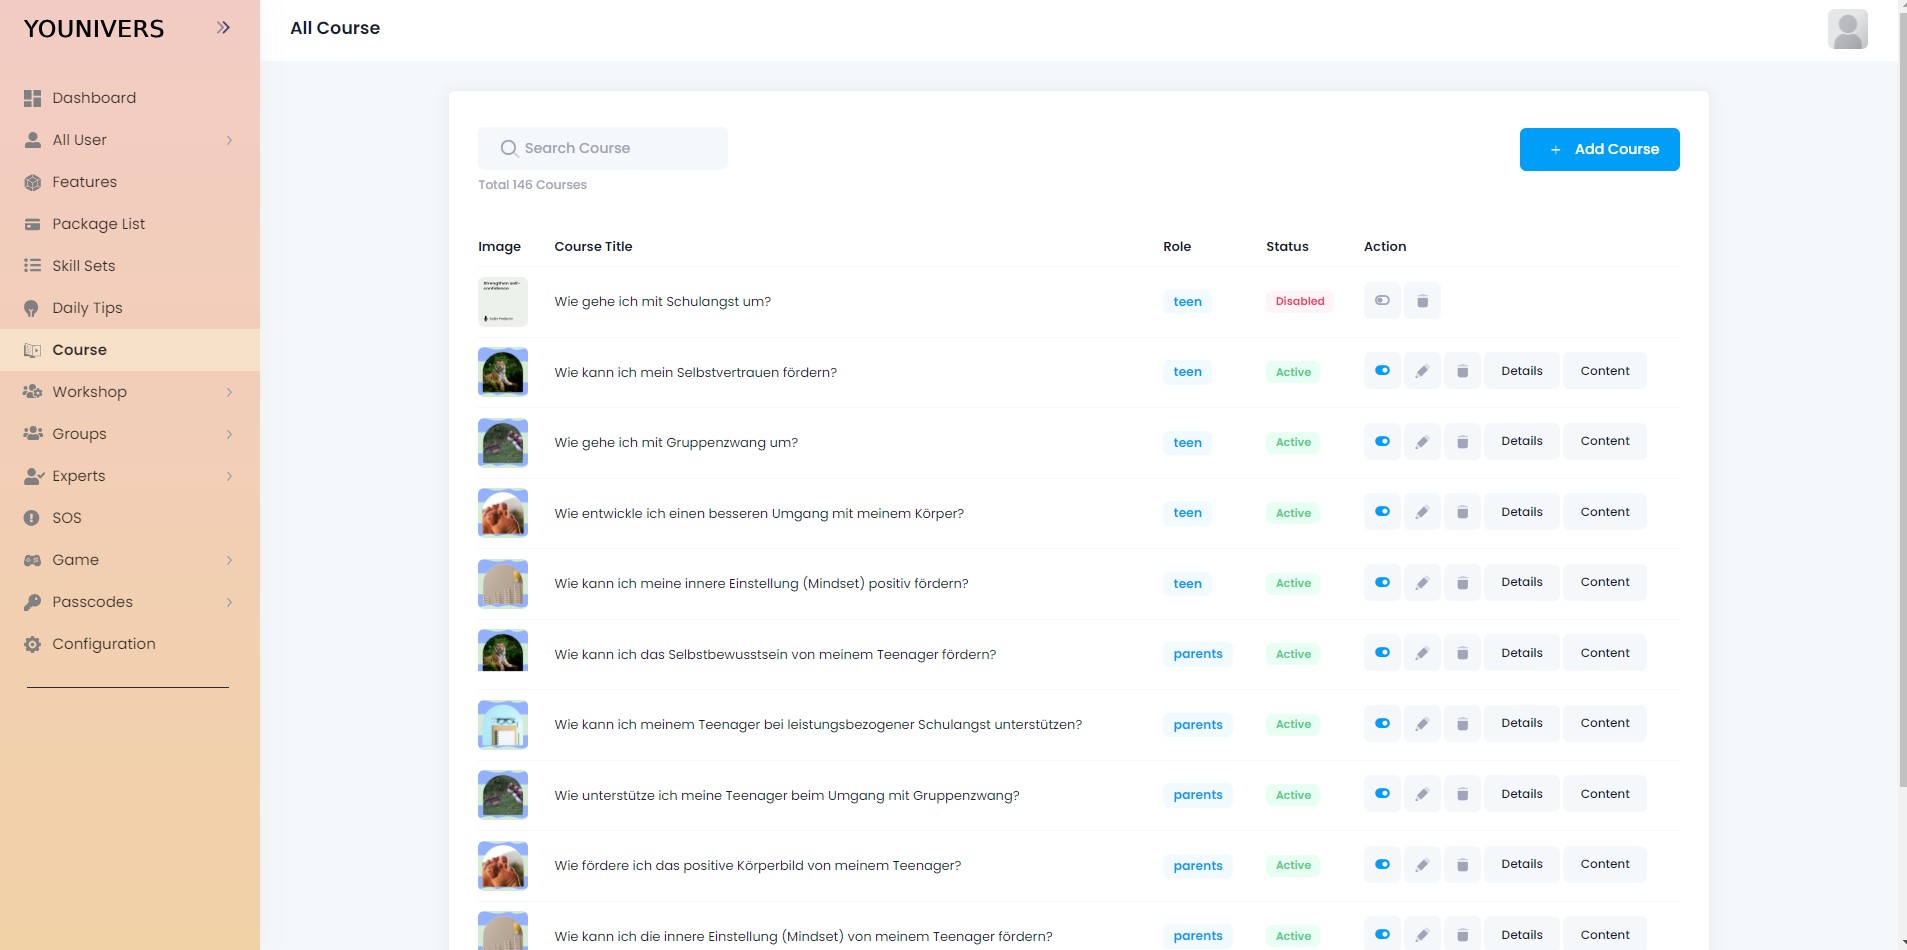 YOUNIVERS
All Course
Dashboard
All User
Features
Package List
Skill Sets
Daily Tips
Course
Workshop
Groups
Experts
SOS
Game
Passcodes
Configuration
Search Course
+ Add Course
Total 146 Courses
Image Course Title Role Status Action
Strengthen self-
confidence
Wie gehe ich mit Schulangst um? teen Disabled
Wie kann ich mein Selbstvertrauen fördern? teen Active Details Content
Wie gehe ich mit Gruppenzwang um? teen Active Details Content
Wie entwickle ich einen besseren Umgang mit meinem Körper? teen Active Details Content
Wie kann ich meine innere Einstellung (Mindset) positiv fördern? teen Active Details Content
Wie kann ich das Selbstbewusstsein von meinem Teenager fördern? parents Active Details Content
Wie kann ich meinem Teenager bei leistungsbezogener Schulangst unterstützen? parents Active Details Content
Wie unterstütze ich meine Teenager beim Umgang mit Gruppenzwang? parents Active Details Content
Wie fördere ich das positive Körperbild von meinem Teenager? parents Active Details Content
Wie kann ich die innere Einstellung (Mindset) von meinem Teenager fördern? parents Active Details Content